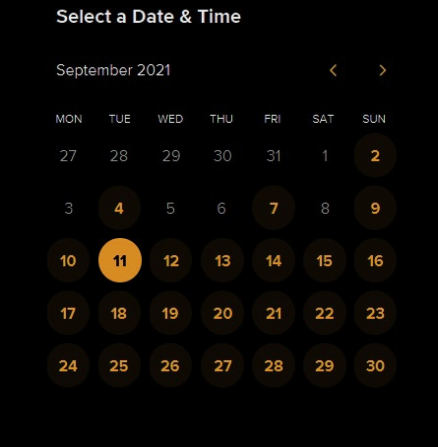 Select a Date & Time
September 2021
MON TUE WED THU FRI SAT SUN
27 28 29 30 31 1 2
3 4 5 6 7 8 9
10 11 12 13 14 15 16
17 18 19 20 21 22 23
24 25 26 27 28 29 30